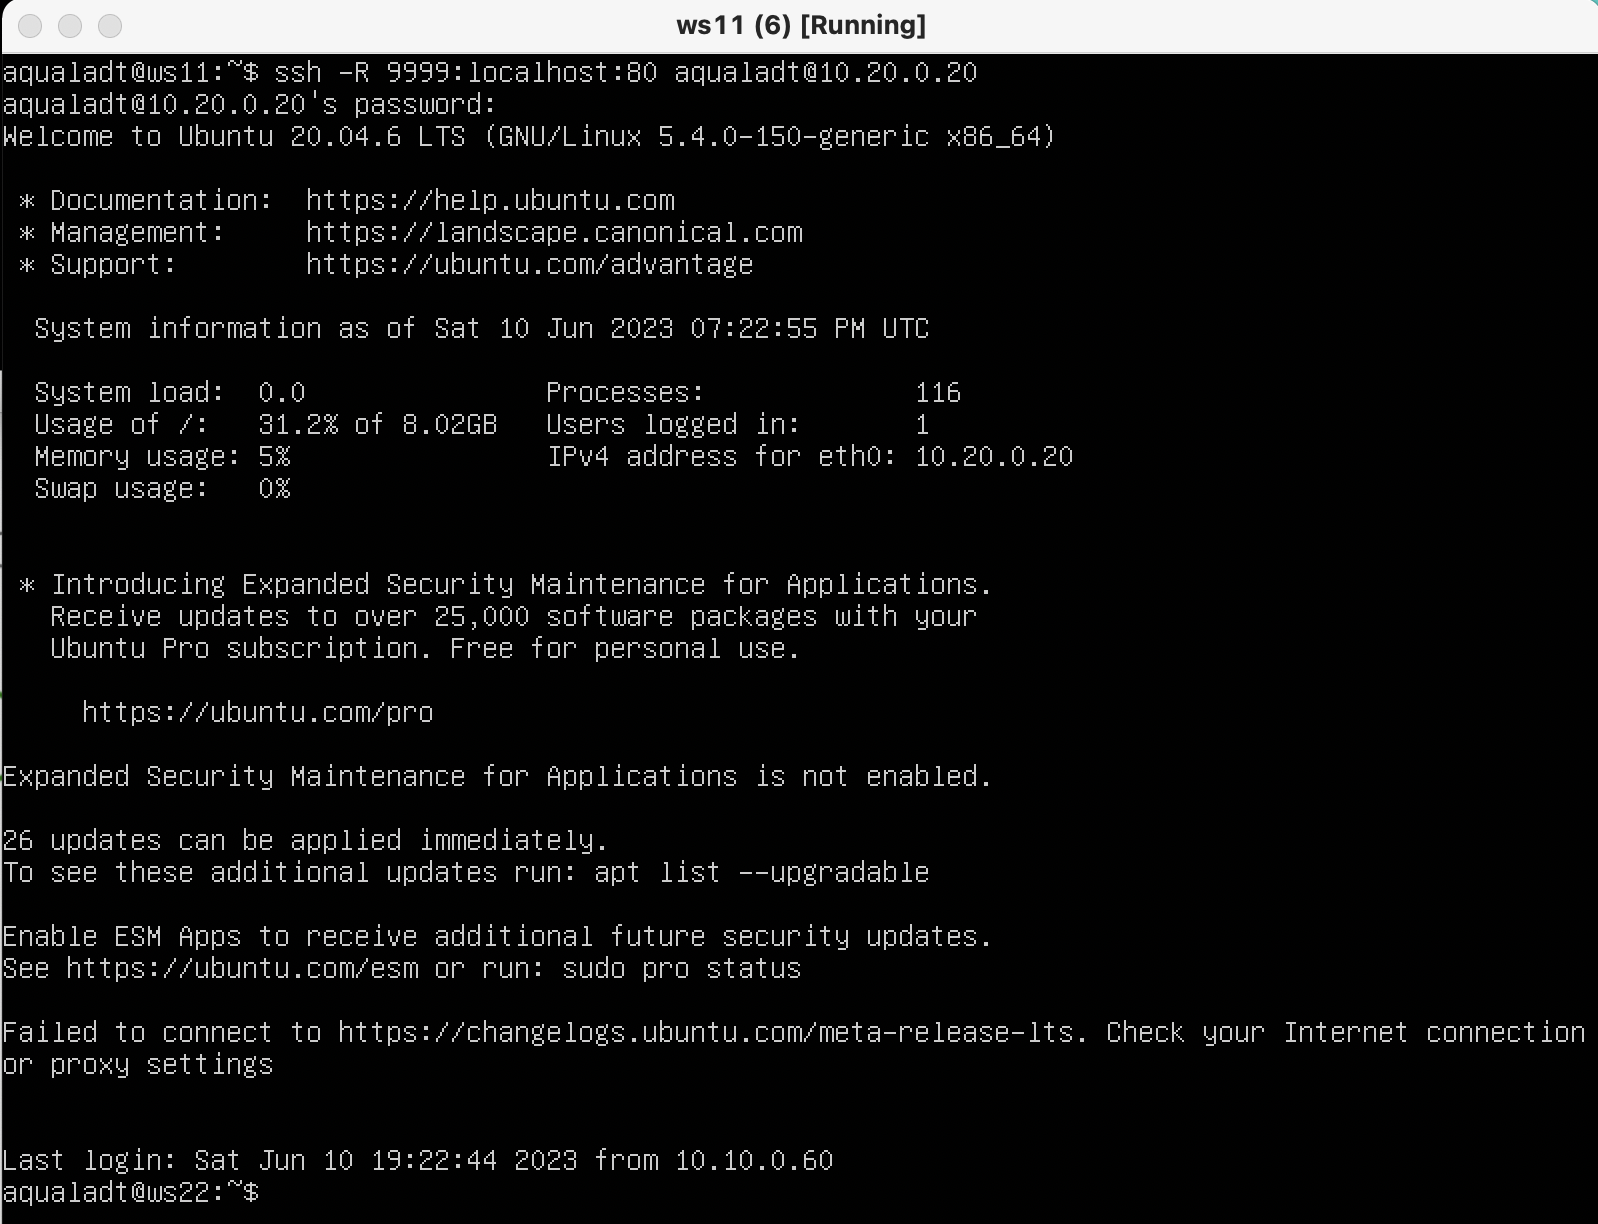 ws11 (6) [Running]
aqualadt@ws11:~$ ssh -R 9999:localhost:80 aqualadt@10.20.0.20
aqualadt@10.20.0.20's password:
Welcome to Ubuntu 20.04.6 LTS (GNU/Linux 5.4.0-150-generic x86_64)
* Documentation:  https://help.ubuntu.com
* Management:     https://landscape.canonical.com
* Support:        https://ubuntu.com/advantage
System information as of Sat 10 Jun 2023 07:22:55 PM UTC
System load:  0.0               Processes:             116
Usage of /:   31.2% of 8.02GB   Users logged in:       1
Memory usage: 5%                IPv4 address for eth0: 10.20.0.20
Swap usage:   0%
* Introducing Expanded Security Maintenance for Applications.
Receive updates to over 25,000 software packages with your
Ubuntu Pro subscription. Free for personal use.
https://ubuntu.com/pro
Expanded Security Maintenance for Applications is not enabled.
26 updates can be applied immediately.
To see these additional updates run: apt list --upgradable
Enable ESM Apps to receive additional future security updates.
See https://ubuntu.com/esm or run: sudo pro status
Failed to connect to https://changelogs.ubuntu.com/meta-release-lts. Check your Internet connection
or proxy settings
Last login: Sat Jun 10 19:22:44 2023 from 10.10.0.60
aqualadt@ws22:~$